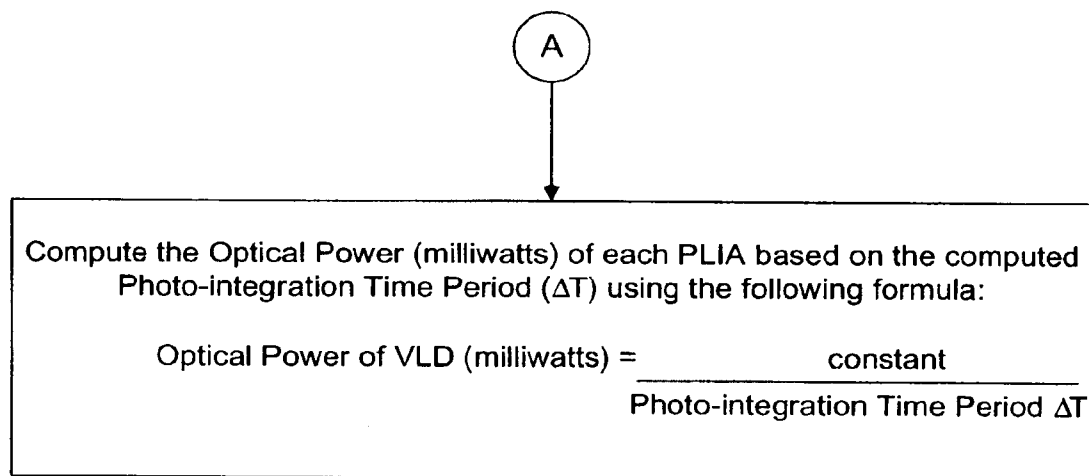 A
Compute the Optical Power (milliwatts) of each PLIA based on the computed
Photo-integration Time Period (ΔT) using the following formula:
Optical Power of VLD (milliwatts) = constant
Photo-integration Time Period ΔT